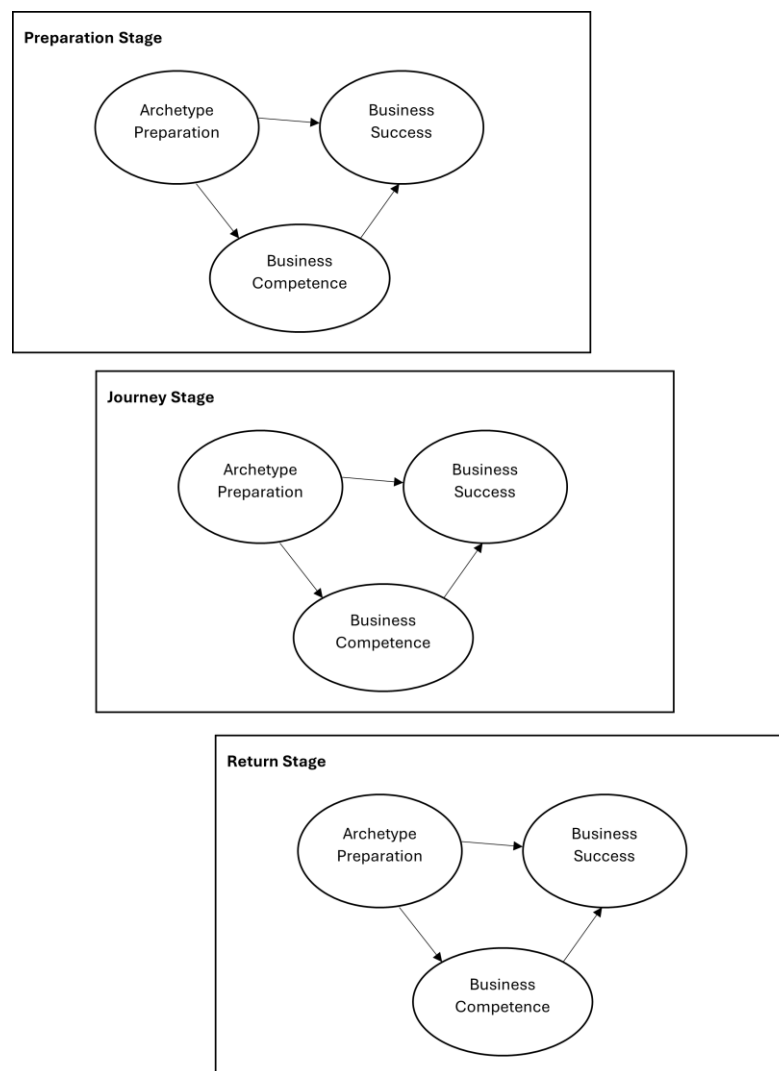 Preparation Stage
Archetype
Preparation
Business
Success
Business
Competence
Journey Stage
Archetype
Preparation
Business
Success
Business
Competence
Return Stage
Archetype
Preparation
Business
Success
Business
Competence